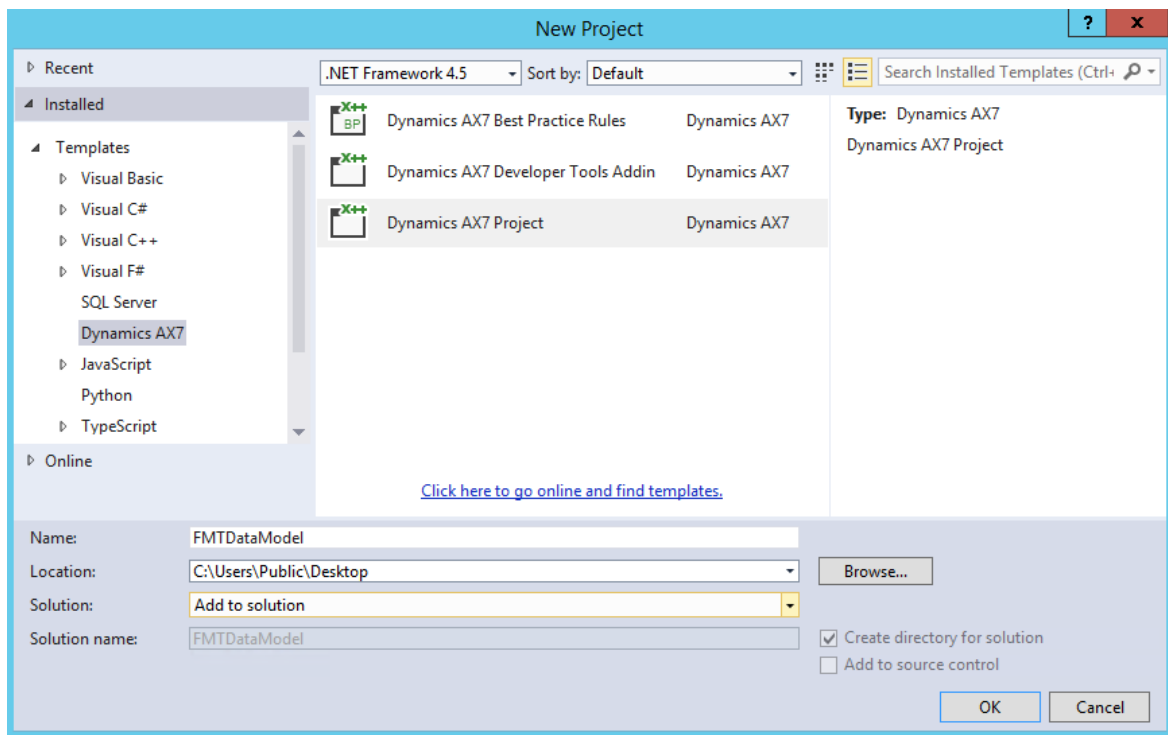 New Project
?
x
Recent
.NET Framework 4.5
Sort by: Default
Search Installed Templates (Ctrl+
Installed
Templates
Visual Basic
Visual C#
Visual C++
Visual F#
SQL Server
Dynamics AX7
JavaScript
Python
TypeScript
Online
X++
BP
Dynamics AX7 Best Practice Rules Dynamics AX7
X++
Dynamics AX7 Developer Tools Addin Dynamics AX7
X++
Dynamics AX7 Project Dynamics AX7
Click here to go online and find templates.
Type: Dynamics AX7
Dynamics AX7 Project
Name: FMTDataModel
Location: C:\Users\Public\Desktop
Browse...
Solution: Add to solution
Solution name: FMTDataModel
Create directory for solution
Add to source control
OK
Cancel